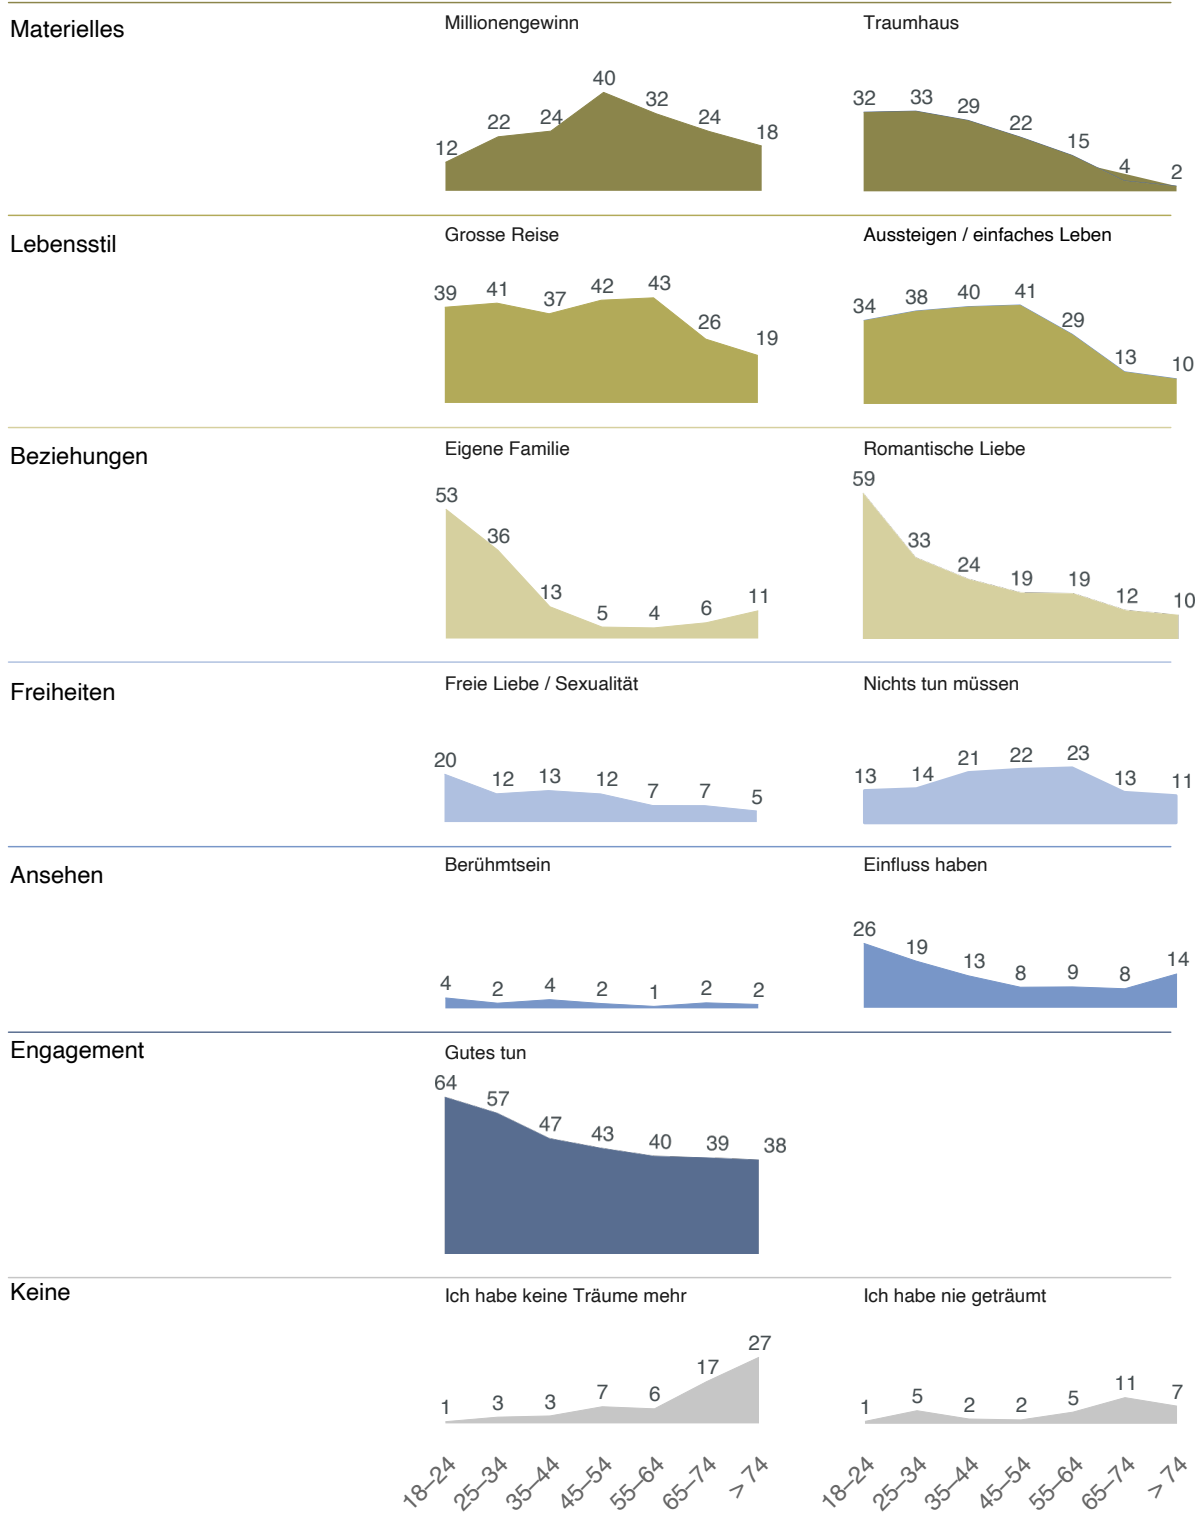 Materielles
Millionengewinn
Traumhaus
12 22 24 40 32 24 18
32 33 29 22 15 4 2
Lebensstil
Grosse Reise
Aussteigen / einfaches Leben
39 41 37 42 43 26 19
34 38 40 41 29 13 10
Beziehungen
Eigene Familie
Romantische Liebe
53 36 13 5 4 6 11
59 33 24 19 19 12 10
Freiheiten
Freie Liebe / Sexualität
Nichts tun müssen
20 12 13 12 7 7 5
13 14 21 22 23 13 11
Ansehen
Berühmtsein
Einfluss haben
4 2 4 2 1 2 2
26 19 13 8 9 8 14
Engagement
Gutes tun
64 57 47 43 40 39 38
Keine
Ich habe keine Träume mehr
Ich habe nie geträumt
1 3 3 7 6 17 27
1 5 2 2 5 11 7
18–24 25–34 35–44 45–54 55–64 65–74 > 74
18–24 25–34 35–44 45–54 55–64 65–74 > 74